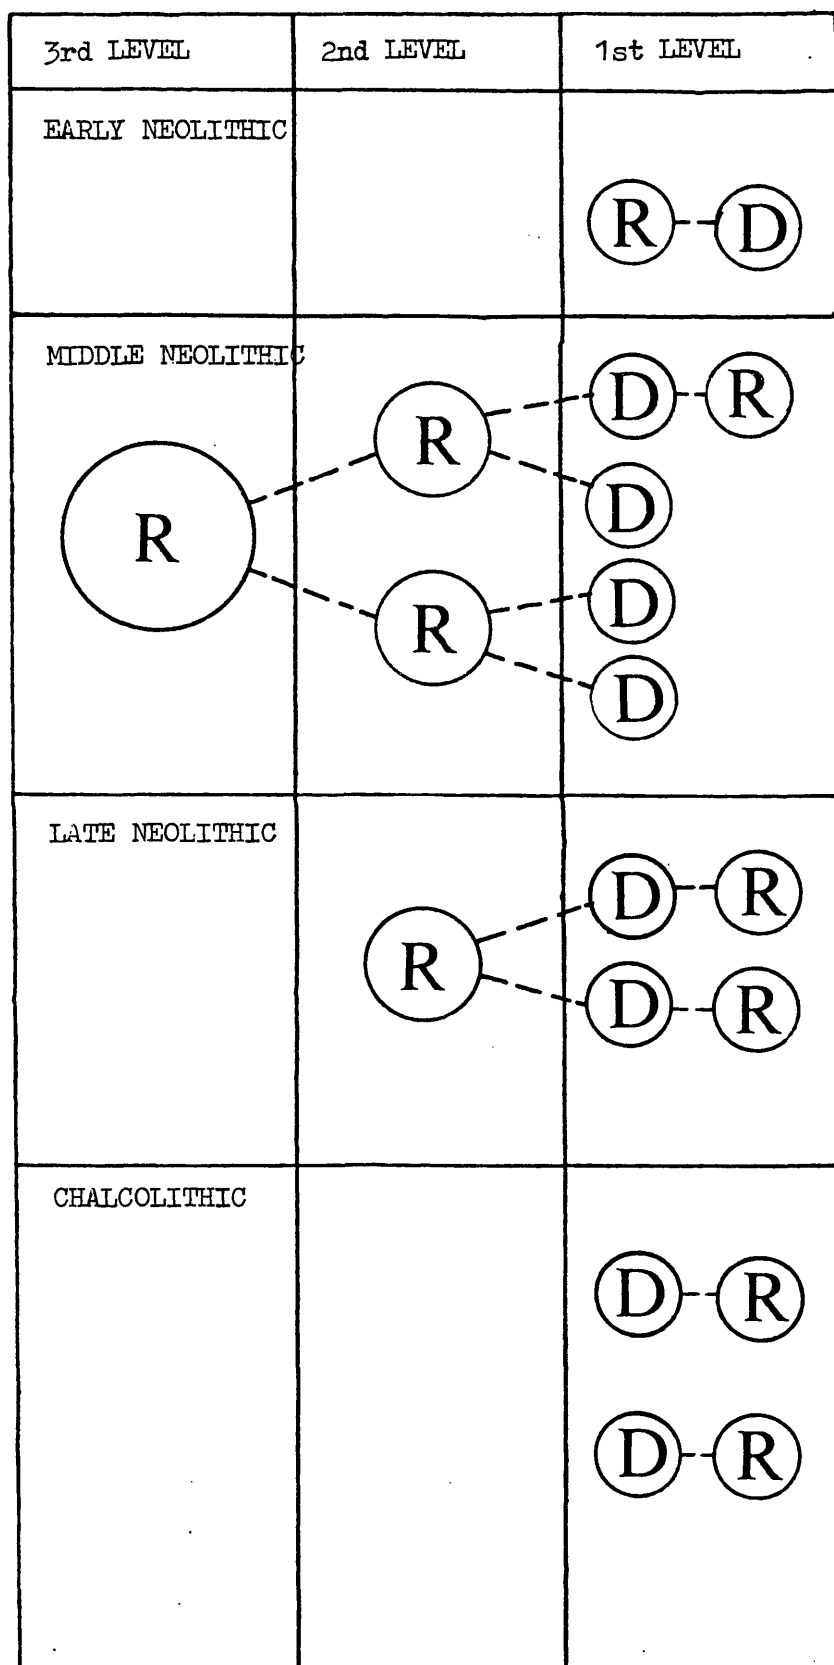 3rd LEVEL 2nd LEVEL 1st LEVEL
EARLY NEOLITHIC
R D
MIDDLE NEOLITHIC
D R
R
D
R
D
R
D
LATE NEOLITHIC
D R
R
D R
CHALCOLITHIC
D R
D R